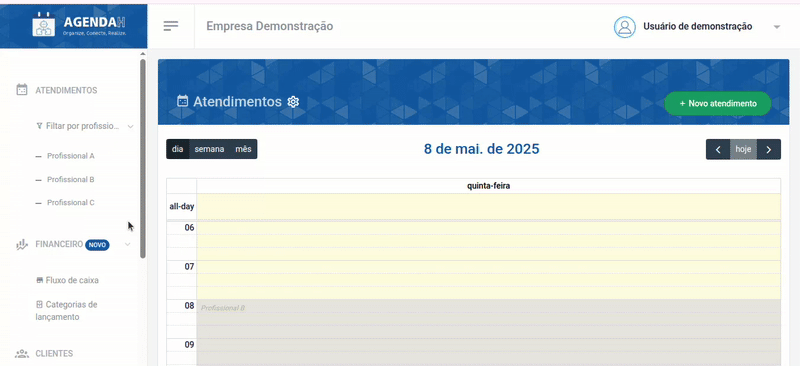 AGENDAH
Organize, Conecte, Realize.
Empresa Demonstração
Usuário de demonstração
ATENDIMENTOS
Filtar por profissio...
Profissional A
Profissional B
Profissional C
FINANCEIRO NOVO
Fluxo de caixa
Categorias de
lançamento
CLIENTES
Atendimentos
+ Novo atendimento
dia semana mês
8 de mai. de 2025
hoje
quinta-feira
all-day
06
07
08
Profissional B
09